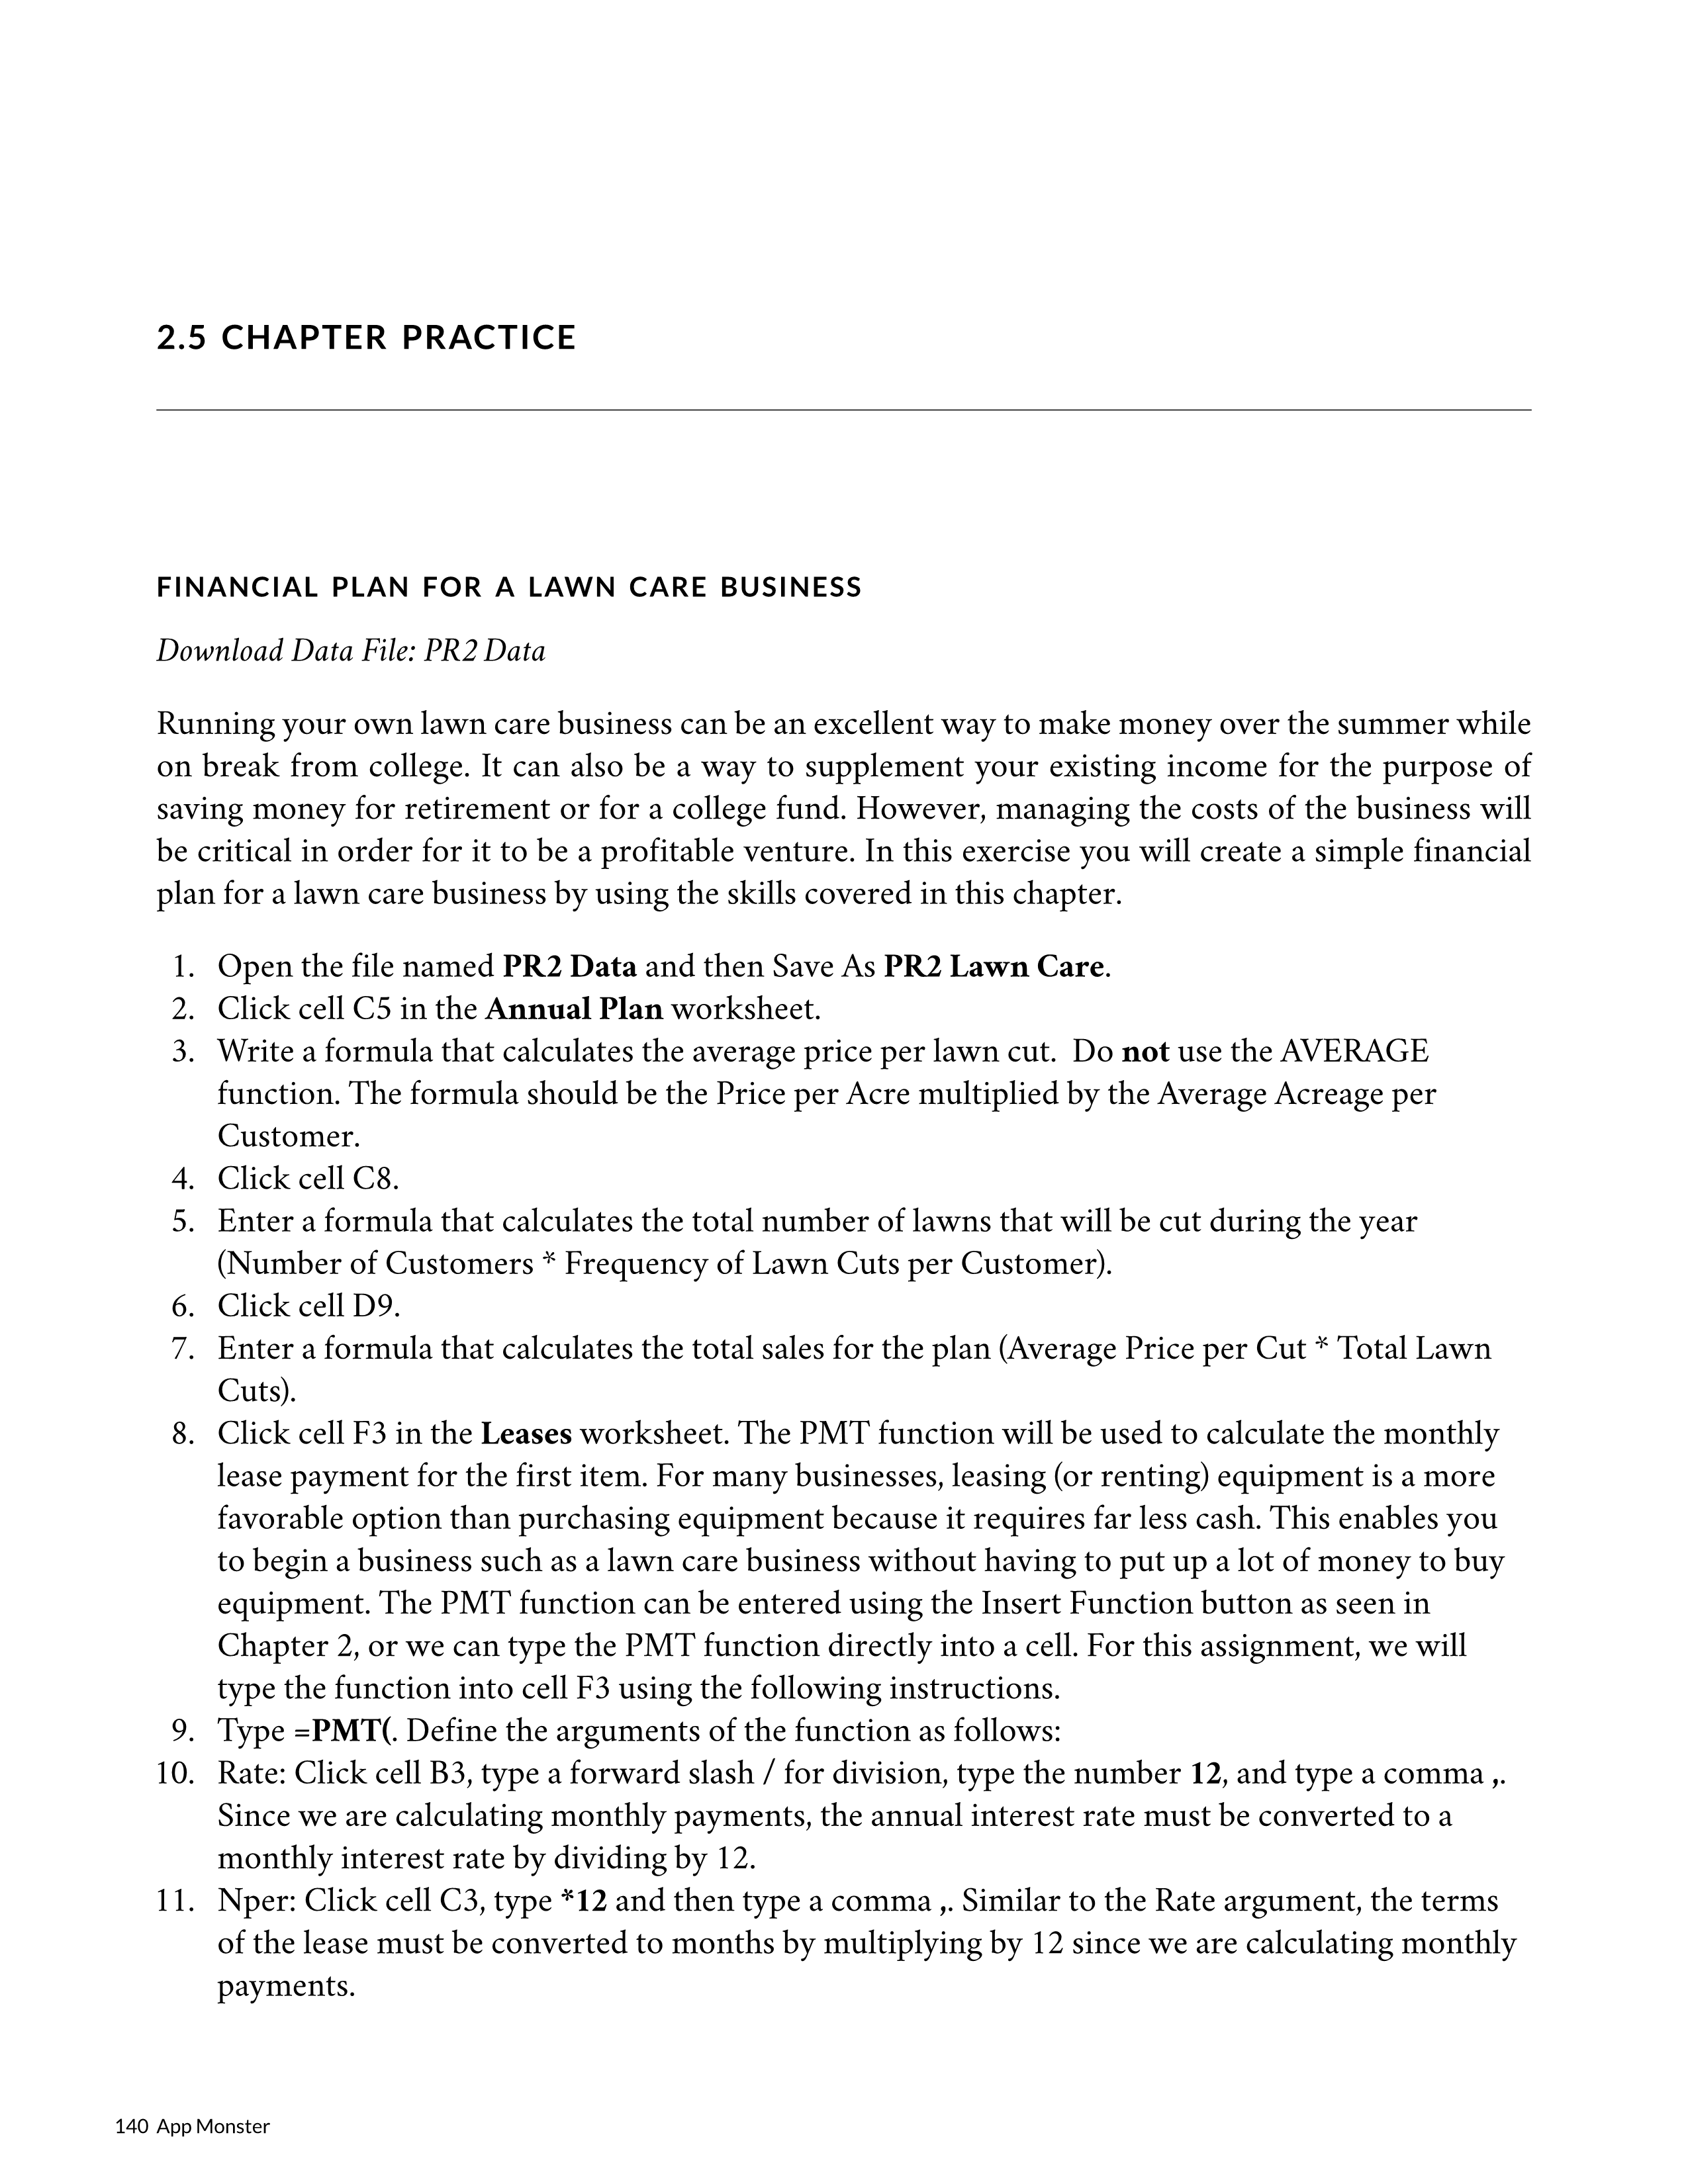 2.5 CHAPTER PRACTICE
FINANCIAL PLAN FOR A LAWN CARE BUSINESS
Download Data File: PR2 Data
Running your own lawn care business can be an excellent way to make money over the summer while
on break from college. It can also be a way to supplement your existing income for the purpose of
saving money for retirement or for a college fund. However, managing the costs of the business will
be critical in order for it to be a profitable venture. In this exercise you will create a simple financial
plan for a lawn care business by using the skills covered in this chapter.
1. Open the file named PR2 Data and then Save As PR2 Lawn Care.
2. Click cell C5 in the Annual Plan worksheet.
3. Write a formula that calculates the average price per lawn cut.  Do not use the AVERAGE
function. The formula should be the Price per Acre multiplied by the Average Acreage per
Customer.
4. Click cell C8.
5. Enter a formula that calculates the total number of lawns that will be cut during the year
(Number of Customers * Frequency of Lawn Cuts per Customer).
6. Click cell D9.
7. Enter a formula that calculates the total sales for the plan (Average Price per Cut * Total Lawn
Cuts).
8. Click cell F3 in the Leases worksheet. The PMT function will be used to calculate the monthly
lease payment for the first item. For many businesses, leasing (or renting) equipment is a more
favorable option than purchasing equipment because it requires far less cash. This enables you
to begin a business such as a lawn care business without having to put up a lot of money to buy
equipment. The PMT function can be entered using the Insert Function button as seen in
Chapter 2, or we can type the PMT function directly into a cell. For this assignment, we will
type the function into cell F3 using the following instructions.
9. Type =PMT(. Define the arguments of the function as follows:
10. Rate: Click cell B3, type a forward slash / for division, type the number 12, and type a comma ,.
Since we are calculating monthly payments, the annual interest rate must be converted to a
monthly interest rate by dividing by 12.
11. Nper: Click cell C3, type *12 and then type a comma ,. Similar to the Rate argument, the terms
of the lease must be converted to months by multiplying by 12 since we are calculating monthly
payments.
140 App Monster